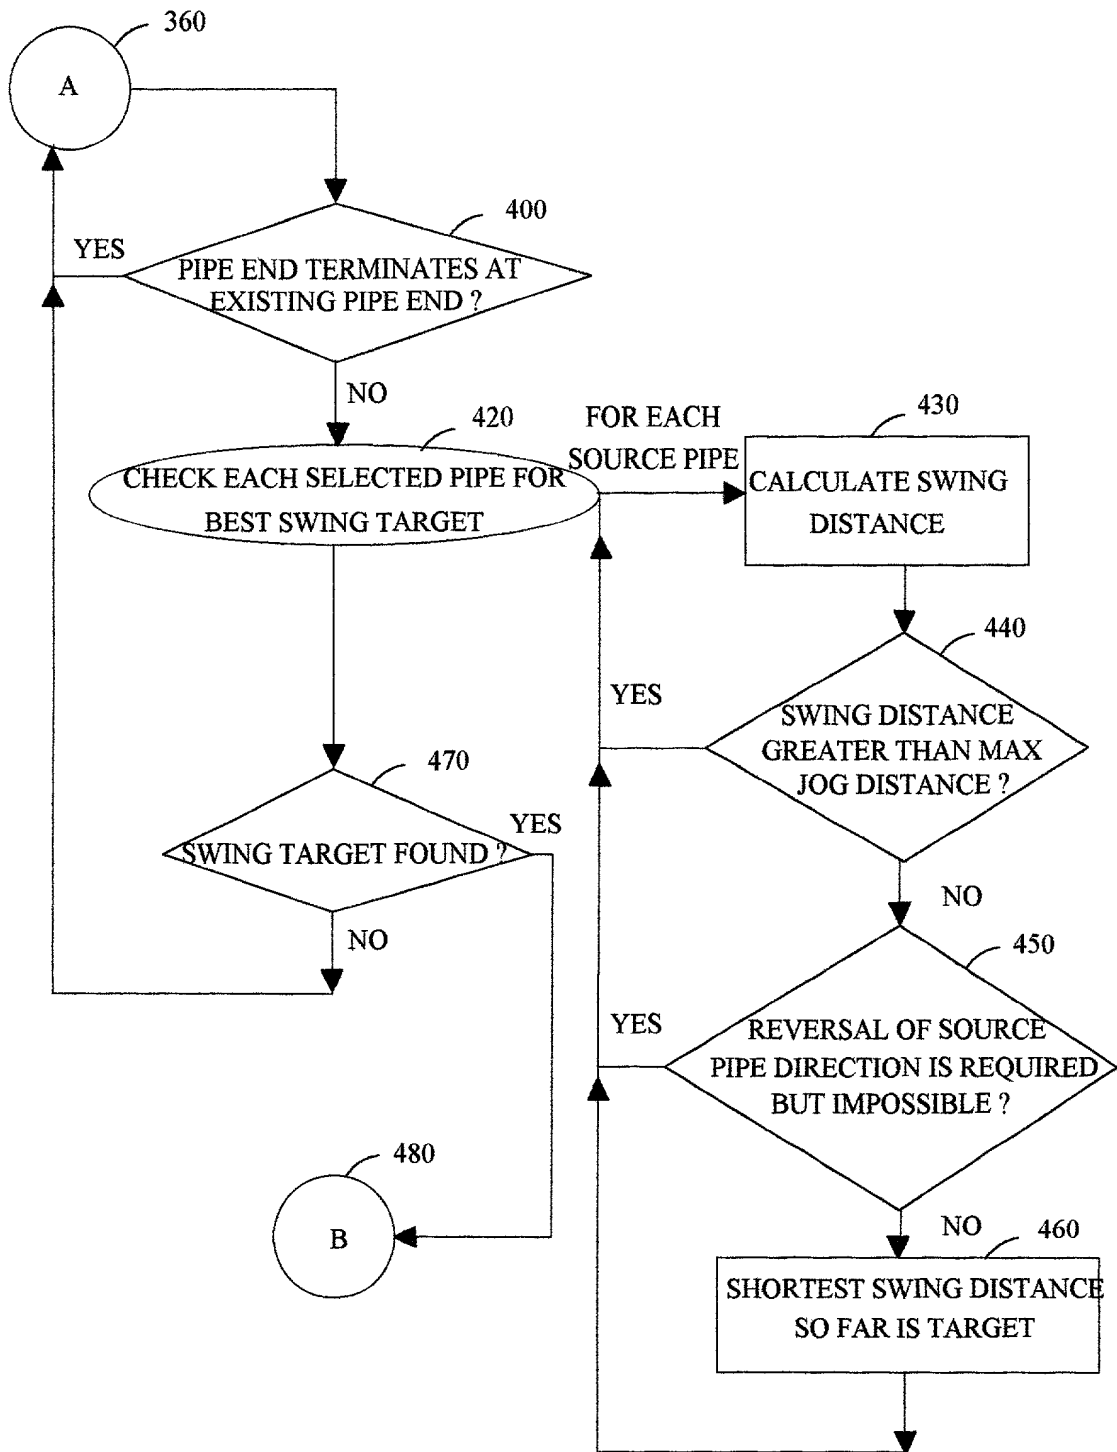 360
A
400
YES
PIPE END TERMINATES AT
EXISTING PIPE END ?
NO
420
CHECK EACH SELECTED PIPE FOR
BEST SWING TARGET
FOR EACH
SOURCE PIPE
430
CALCULATE SWING
DISTANCE
440
YES
SWING DISTANCE
GREATER THAN MAX
JOG DISTANCE ?
NO
470
SWING TARGET FOUND ?
YES
NO
450
YES
REVERSAL OF SOURCE
PIPE DIRECTION IS REQUIRED
BUT IMPOSSIBLE ?
NO
480
B
460
SHORTEST SWING DISTANCE
SO FAR IS TARGET